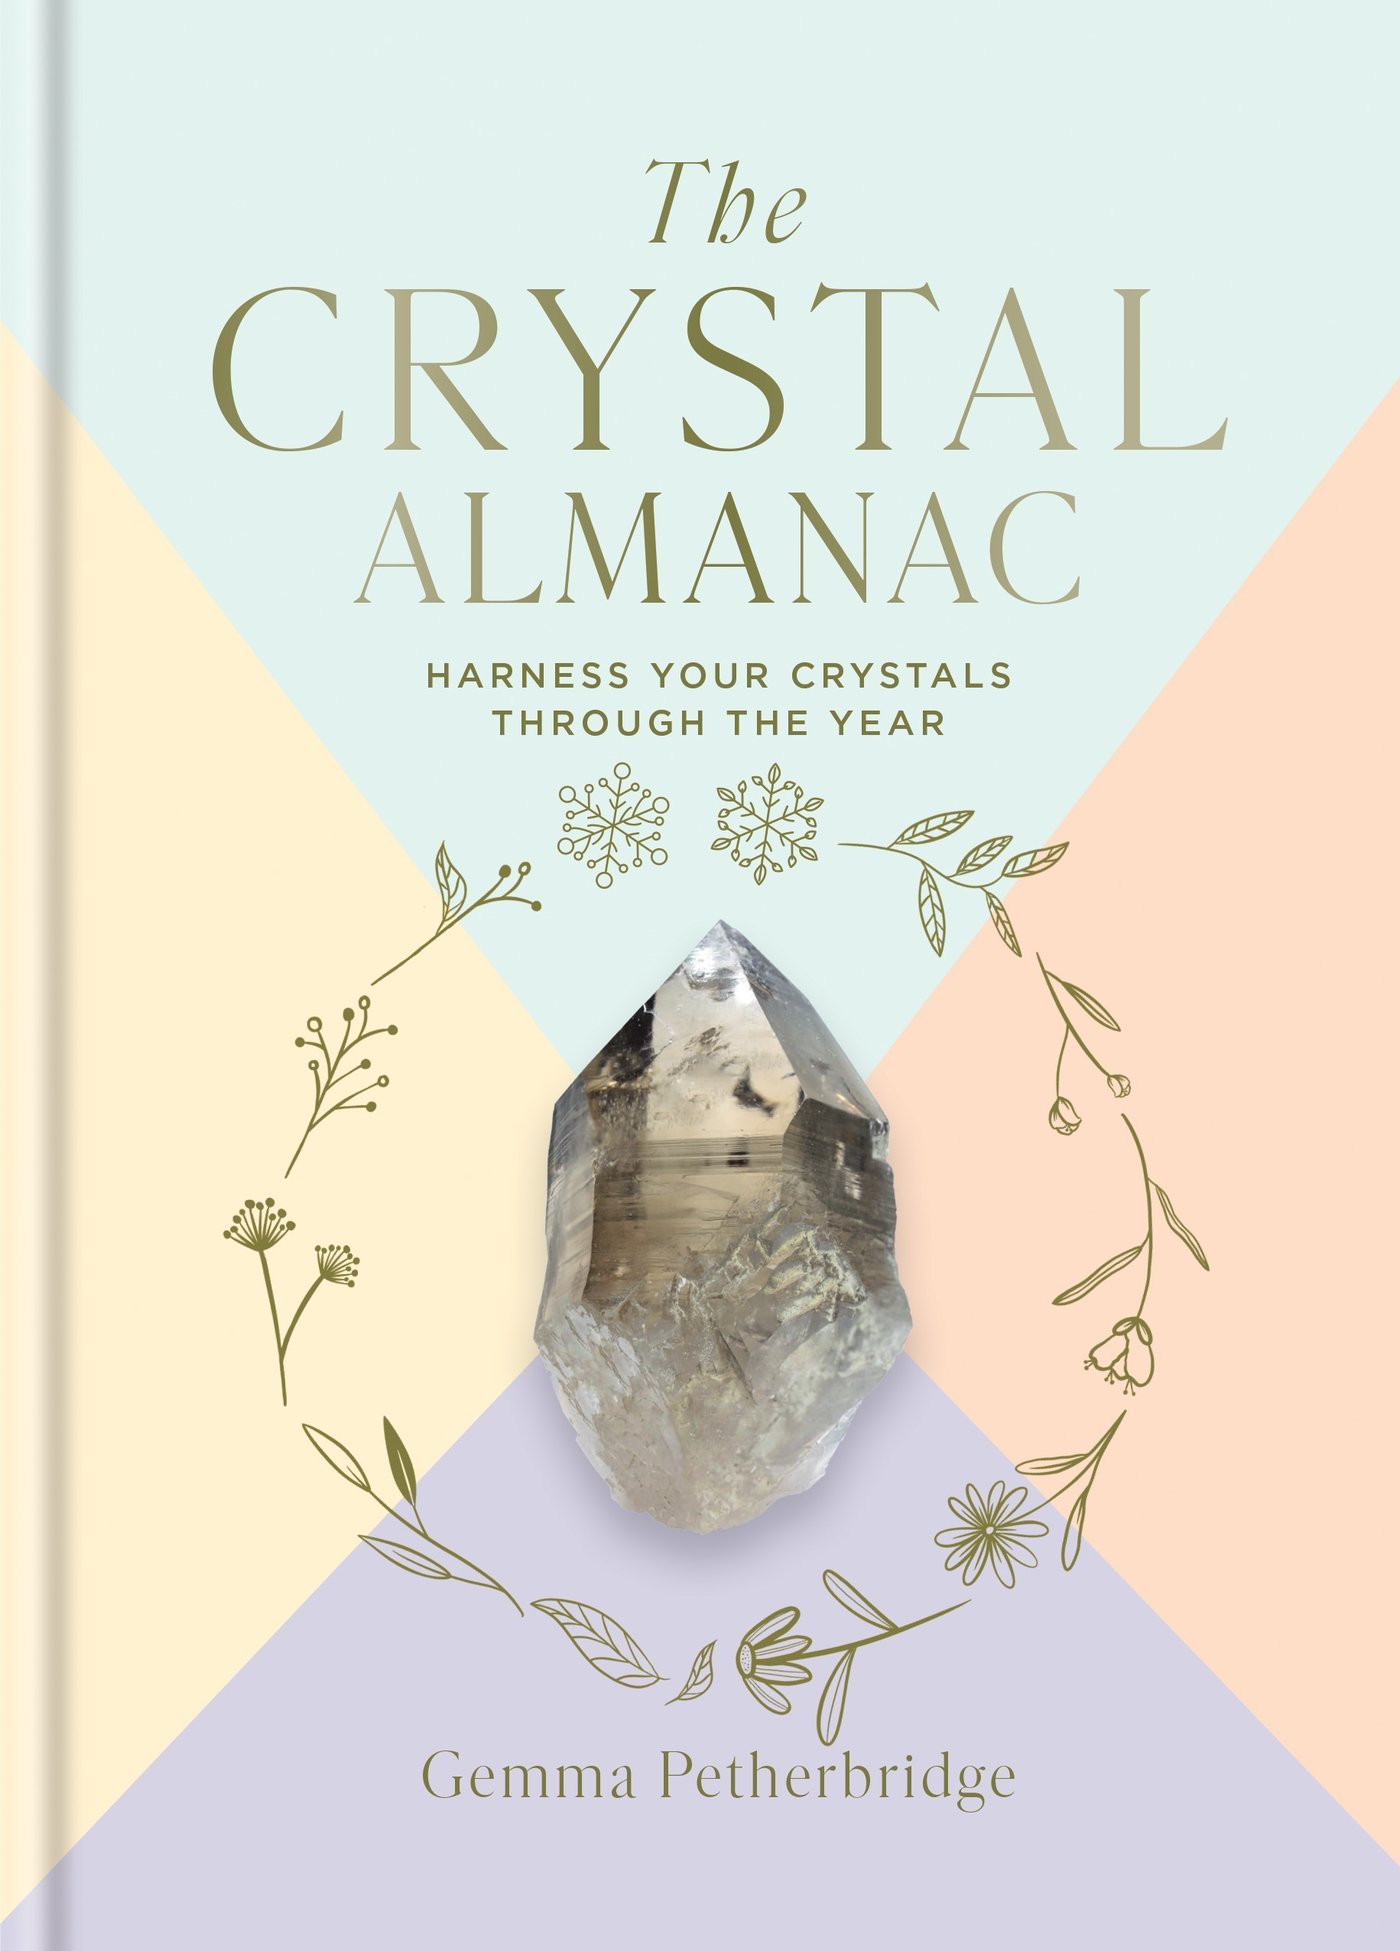 The
CRYSTAL
ALMANAC
HARNESS YOUR CRYSTALS
THROUGH THE YEAR
Gemma Petherbridge